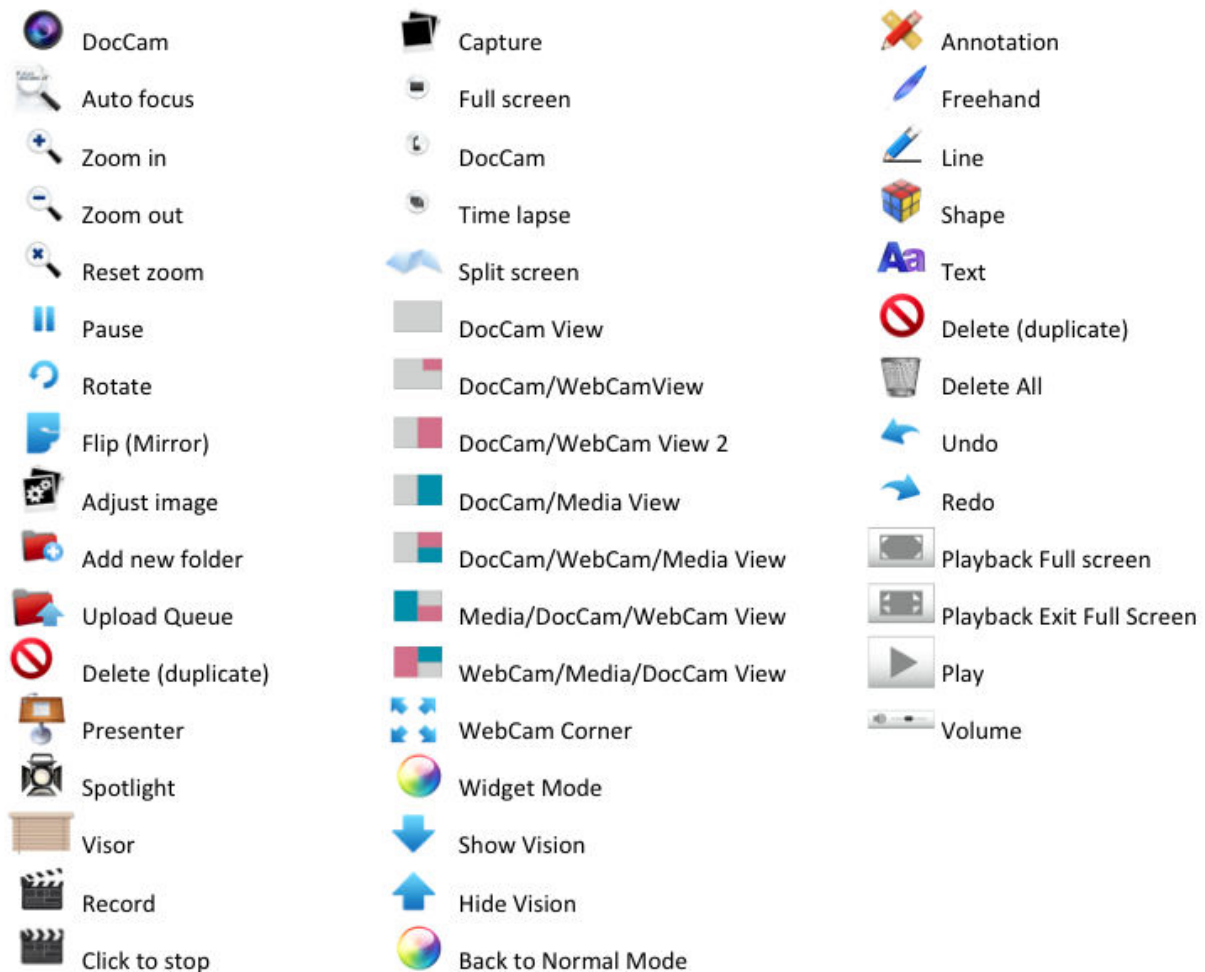 DocCam
Auto focus
Zoom in
Zoom out
Reset zoom
Pause
Rotate
Flip (Mirror)
Adjust image
Add new folder
Upload Queue
Delete (duplicate)
Presenter
Spotlight
Visor
Record
Click to stop
Capture
Full screen
DocCam
Time lapse
Split screen
DocCam View
DocCam/WebCamView
DocCam/WebCam View 2
DocCam/Media View
DocCam/WebCam/Media View
Media/DocCam/WebCam View
WebCam/Media/DocCam View
WebCam Corner
Widget Mode
Show Vision
Hide Vision
Back to Normal Mode
Annotation
Freehand
Line
Shape
Aa Text
Delete (duplicate)
Delete All
Undo
Redo
Playback Full screen
Playback Exit Full Screen
Play
Volume